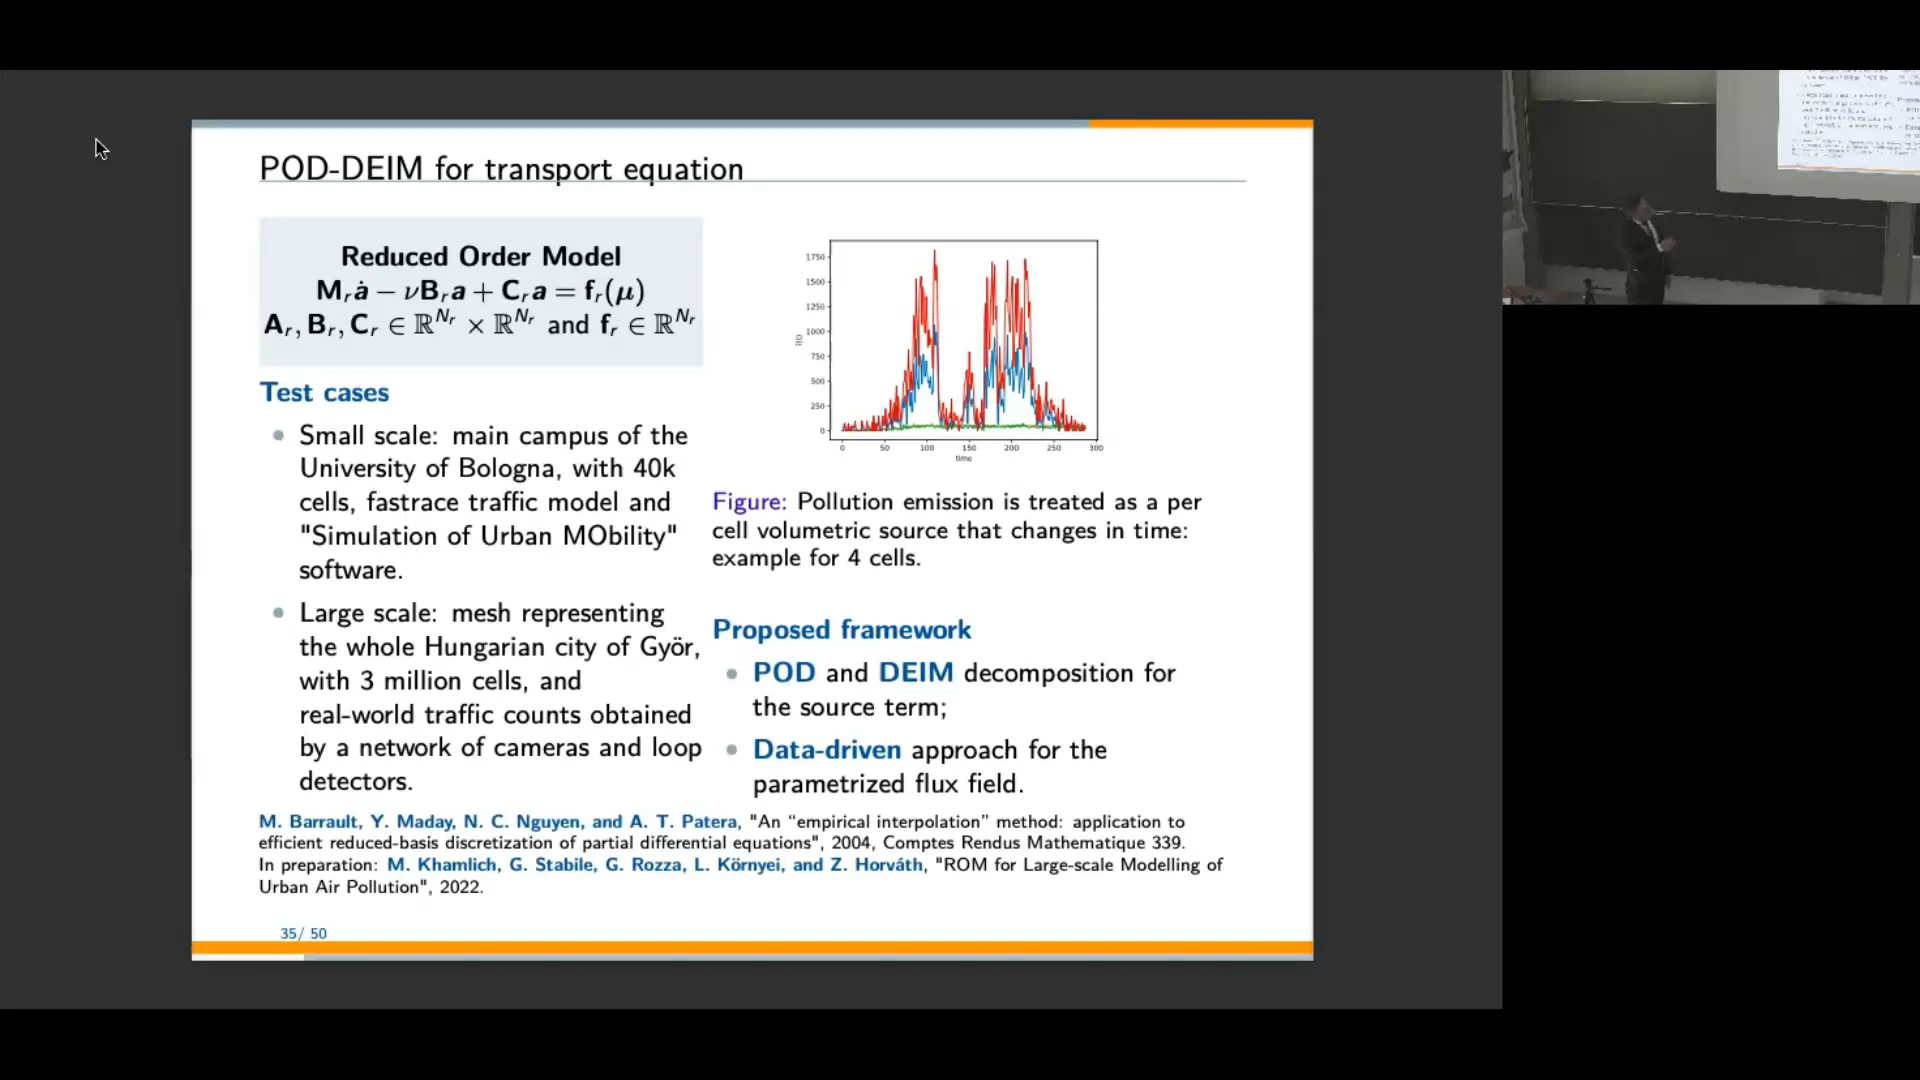 POD-DEIM for transport equation
Reduced Order Model
M_r ȧ − νB_r a + C_r a = f_r(μ)
A_r, B_r, C_r ∈ ℝ^{N_r} × ℝ^{N_r} and f_r ∈ ℝ^{N_r}
Test cases
Small scale: main campus of the
University of Bologna, with 40k
cells, fastrace traffic model and
"Simulation of Urban MObility"
software.
Large scale: mesh representing
the whole Hungarian city of Györ,
with 3 million cells, and
real-world traffic counts obtained
by a network of cameras and loop
detectors.
1750
1500
1250
1000
750
500
250
0
0 50 100 150 200 250 300
time
Figure: Pollution emission is treated as a per
cell volumetric source that changes in time:
example for 4 cells.
Proposed framework
POD and DEIM decomposition for
the source term;
Data-driven approach for the
parametrized flux field.
M. Barrault, Y. Maday, N. C. Nguyen, and A. T. Patera, "An “empirical interpolation” method: application to
efficient reduced-basis discretization of partial differential equations", 2004, Comptes Rendus Mathematique 339.
In preparation: M. Khamlich, G. Stabile, G. Rozza, L. Környei, and Z. Horváth, "ROM for Large-scale Modelling of
Urban Air Pollution", 2022.
35/ 50